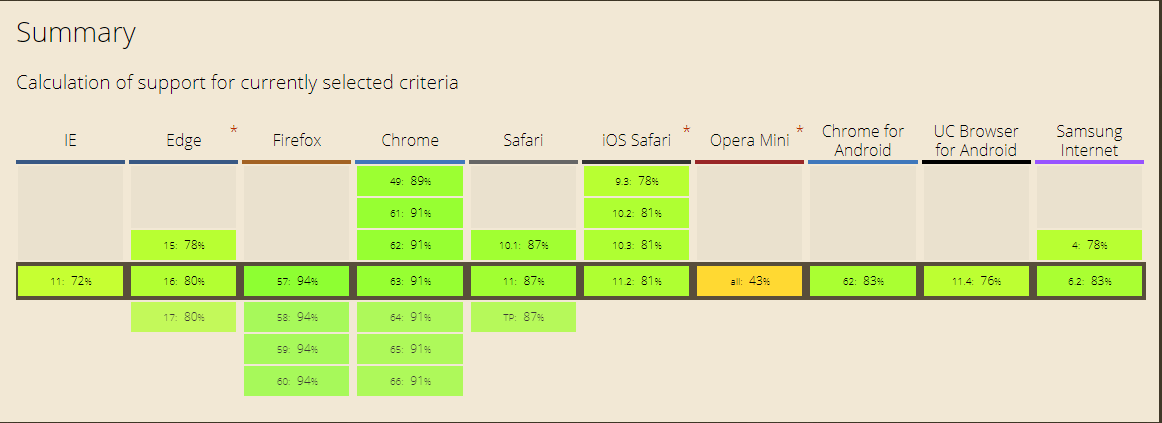 Summary
Calculation of support for currently selected criteria
IE Edge * Firefox Chrome Safari iOS Safari * Opera Mini * Chrome for Android UC Browser for Android Samsung Internet
49: 89% 9.3: 78%
61: 91% 10.2: 81%
15: 78% 62: 91% 10.1: 87% 10.3: 81% 4: 78%
11: 72% 16: 80% 57: 94% 63: 91% 11: 87% 11.2: 81% all: 43% 62: 83% 11.4: 76% 6.2: 83%
17: 80% 58: 94% 64: 91% TP: 87%
59: 94% 65: 91%
60: 94% 66: 91%